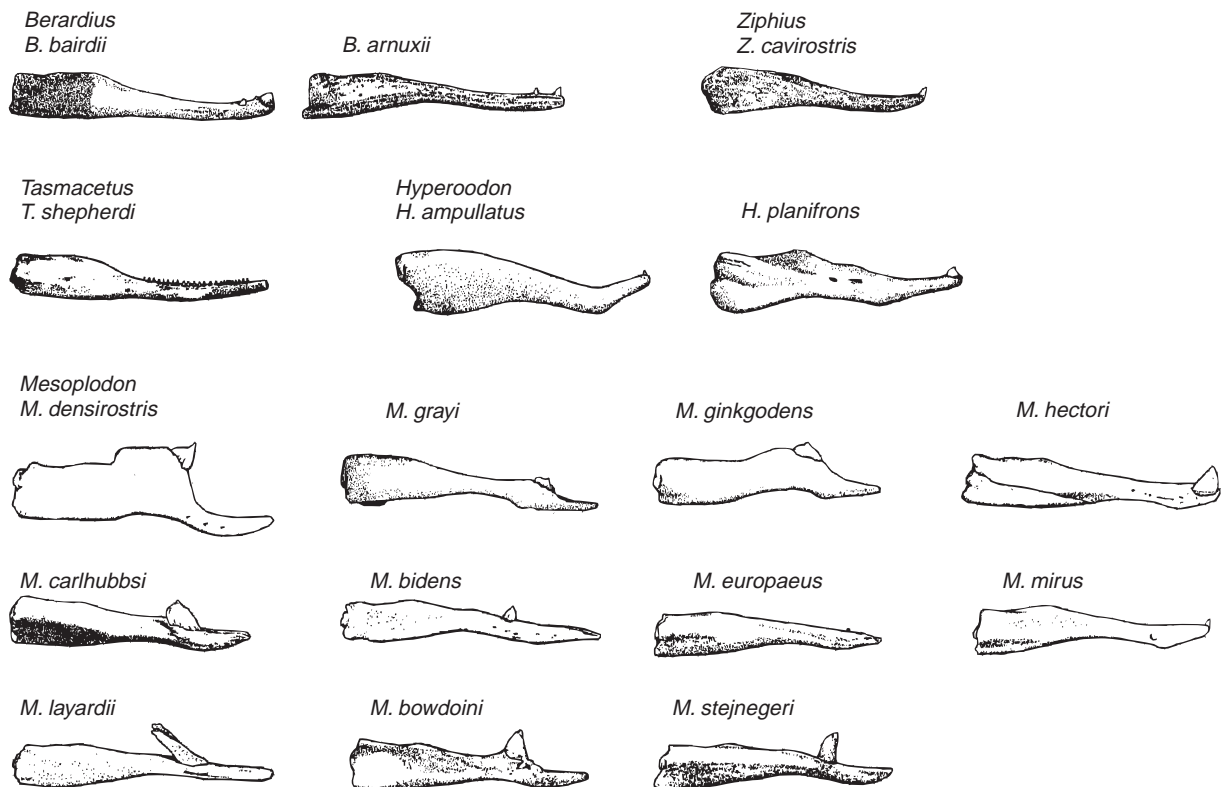 Berardius
B. bairdii
B. arnuxii
Ziphius
Z. cavirostris
Tasmacetus
T. shepherdi
Hyperoodon
H. ampullatus
H. planifrons
Mesoplodon
M. densirostris
M. grayi
M. ginkgodens
M. hectori
M. carlhubbsi
M. bidens
M. europaeus
M. mirus
M. layardii
M. bowdoini
M. stejnegeri